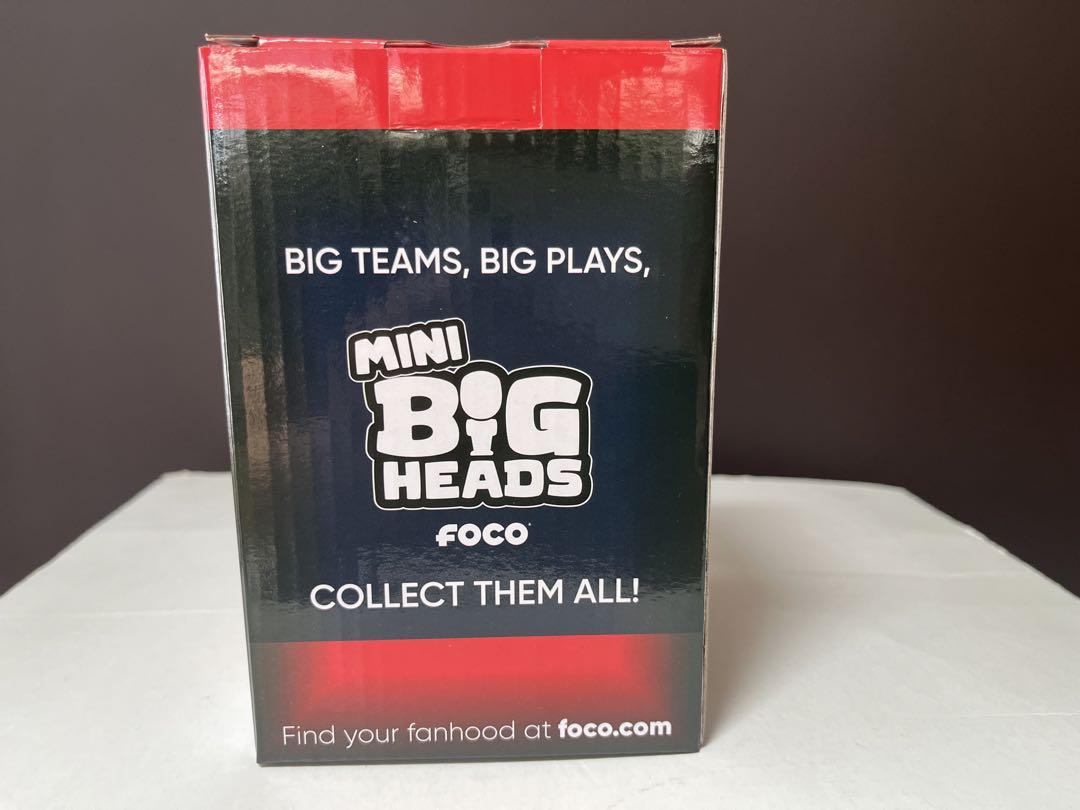 BIG TEAMS, BIG PLAYS,
MINI
BIG
HEADS
FOCO
COLLECT THEM ALL!
Find your fanhood at foco.com